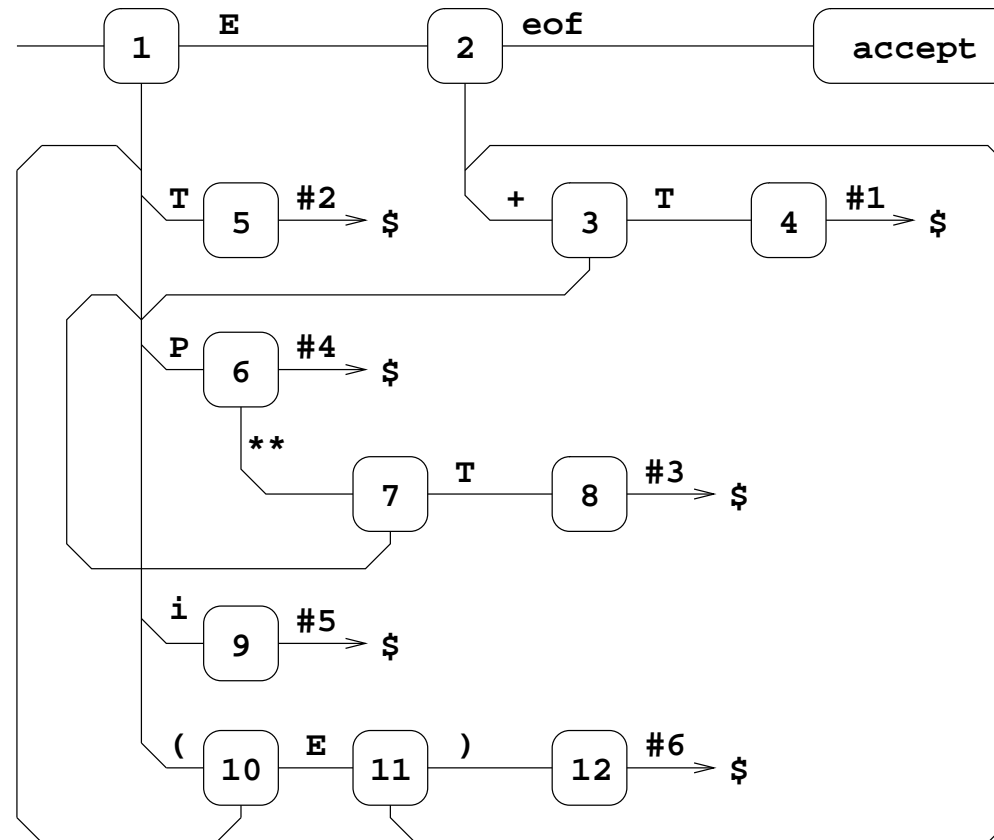 E eof
1 2 accept
T #2 + T #1
5 $ 3 4 $
P #4
6 $
**
T #3
7 8 $
i #5
9 $
( E ) #6
10 11 12 $